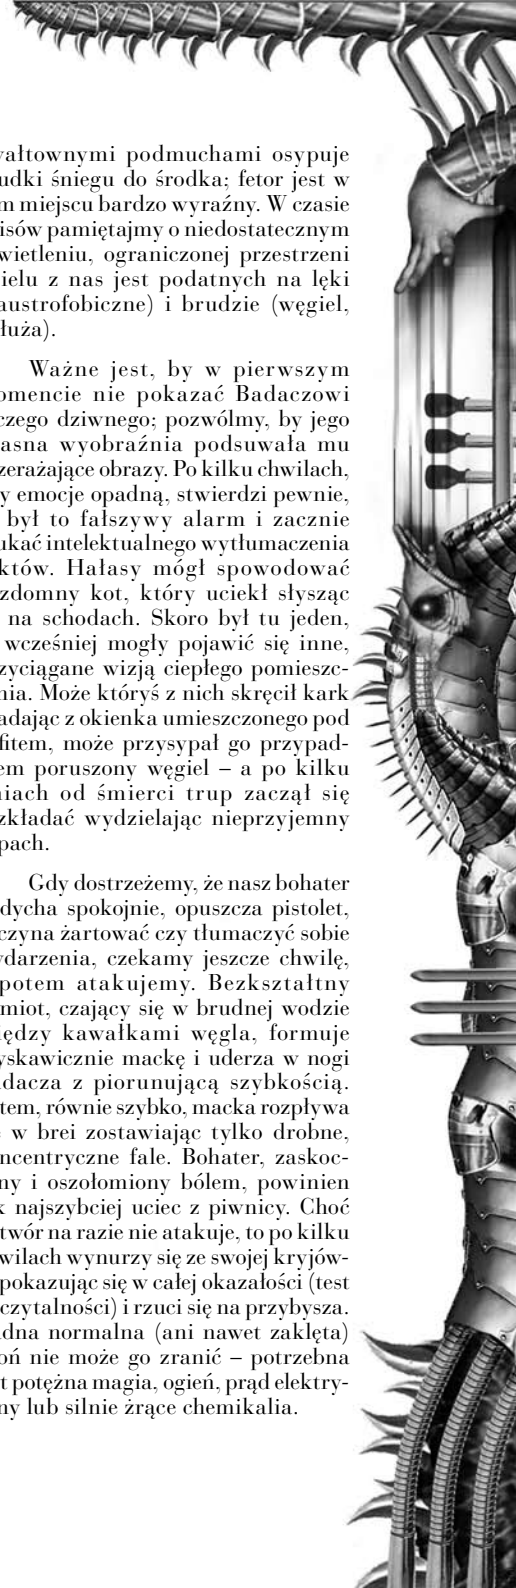 wałtownymi podmuchami osypuje
udki śniegu do środka; fetor jest w
m miejscu bardzo wyraźny. W czasie
isów pamiętajmy o niedostatecznym
wietleniu, ograniczonej przestrzeni
ielu z nas jest podatnych na lęki
austrofobiczne) i brudzie (węgiel,
łuża).
Ważne jest, by w pierwszym
omencie nie pokazać Badaczowi
czego dziwnego; pozwólmy, by jego
asna wyobraźnia podsuwała mu
zerażające obrazy. Po kilku chwilach,
y emocje opadną, stwierdzi pewnie,
był to fałszywy alarm i zacznie
ukać intelektualnego wytłumaczenia
któw. Hałasy mógł spowodować
zdomny kot, który uciekł słysząc
na schodach. Skoro był tu jeden,
wcześniej mogły pojawić się inne,
zyciągane wizją ciepłego pomieszc-
nia. Może któryś z nich skręcił kark
adając z okienka umieszczonego pod
fitem, może przysypał go przypad-
em poruszony węgiel – a po kilku
niach od śmierci trup zaczął się
zkładać wydzielając nieprzyjemny
pach.
Gdy dostrzeżemy, że nasz bohater
dycha spokojnie, opuszcza pistolet,
czyna żartować czy tłumaczyć sobie
ydarzenia, czekamy jeszcze chwilę,
potem atakujemy. Bezkształtny
miot, czający się w brudnej wodzie
iędzy kawałkami węgla, formuje
yskawicznie mackę i uderza w nogi
dacza z piorunującą szybkością.
tem, równie szybko, macka rozpływa
w brei zostawiając tylko drobne,
ncentryczne fale. Bohater, zaskoc-
ny i oszołomiony bólem, powinien
k najszybciej uciec z piwnicy. Choć
twór na razie nie atakuje, to po kilku
wilach wynurzy się ze swojej kryjów-
pokazując się w całej okazałości (test
czytalności) i rzuci się na przybysza.
adna normalna (ani nawet zaklęta)
oń nie może go zranić – potrzebna
t potężna magia, ogień, prąd elektry-
ny lub silnie żrące chemikalia.